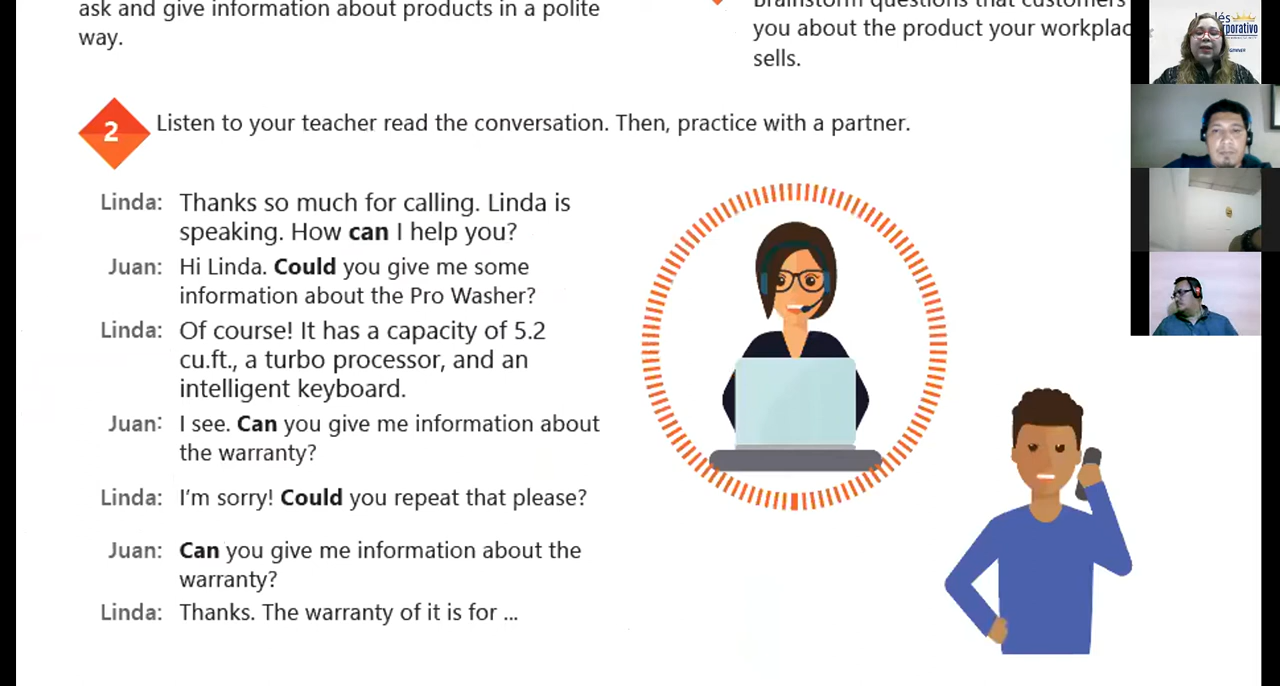 ask and give information about products in a polite
way.
Brainstorm questions that customers
you about the product your workplac
sells.
2
Listen to your teacher read the conversation. Then, practice with a partner.
Linda: Thanks so much for calling. Linda is
speaking. How can I help you?
Juan: Hi Linda. Could you give me some
information about the Pro Washer?
Linda: Of course! It has a capacity of 5.2
cu.ft., a turbo processor, and an
intelligent keyboard.
Juan: I see. Can you give me information about
the warranty?
Linda: I'm sorry! Could you repeat that please?
Juan: Can you give me information about the
warranty?
Linda: Thanks. The warranty of it is for ...